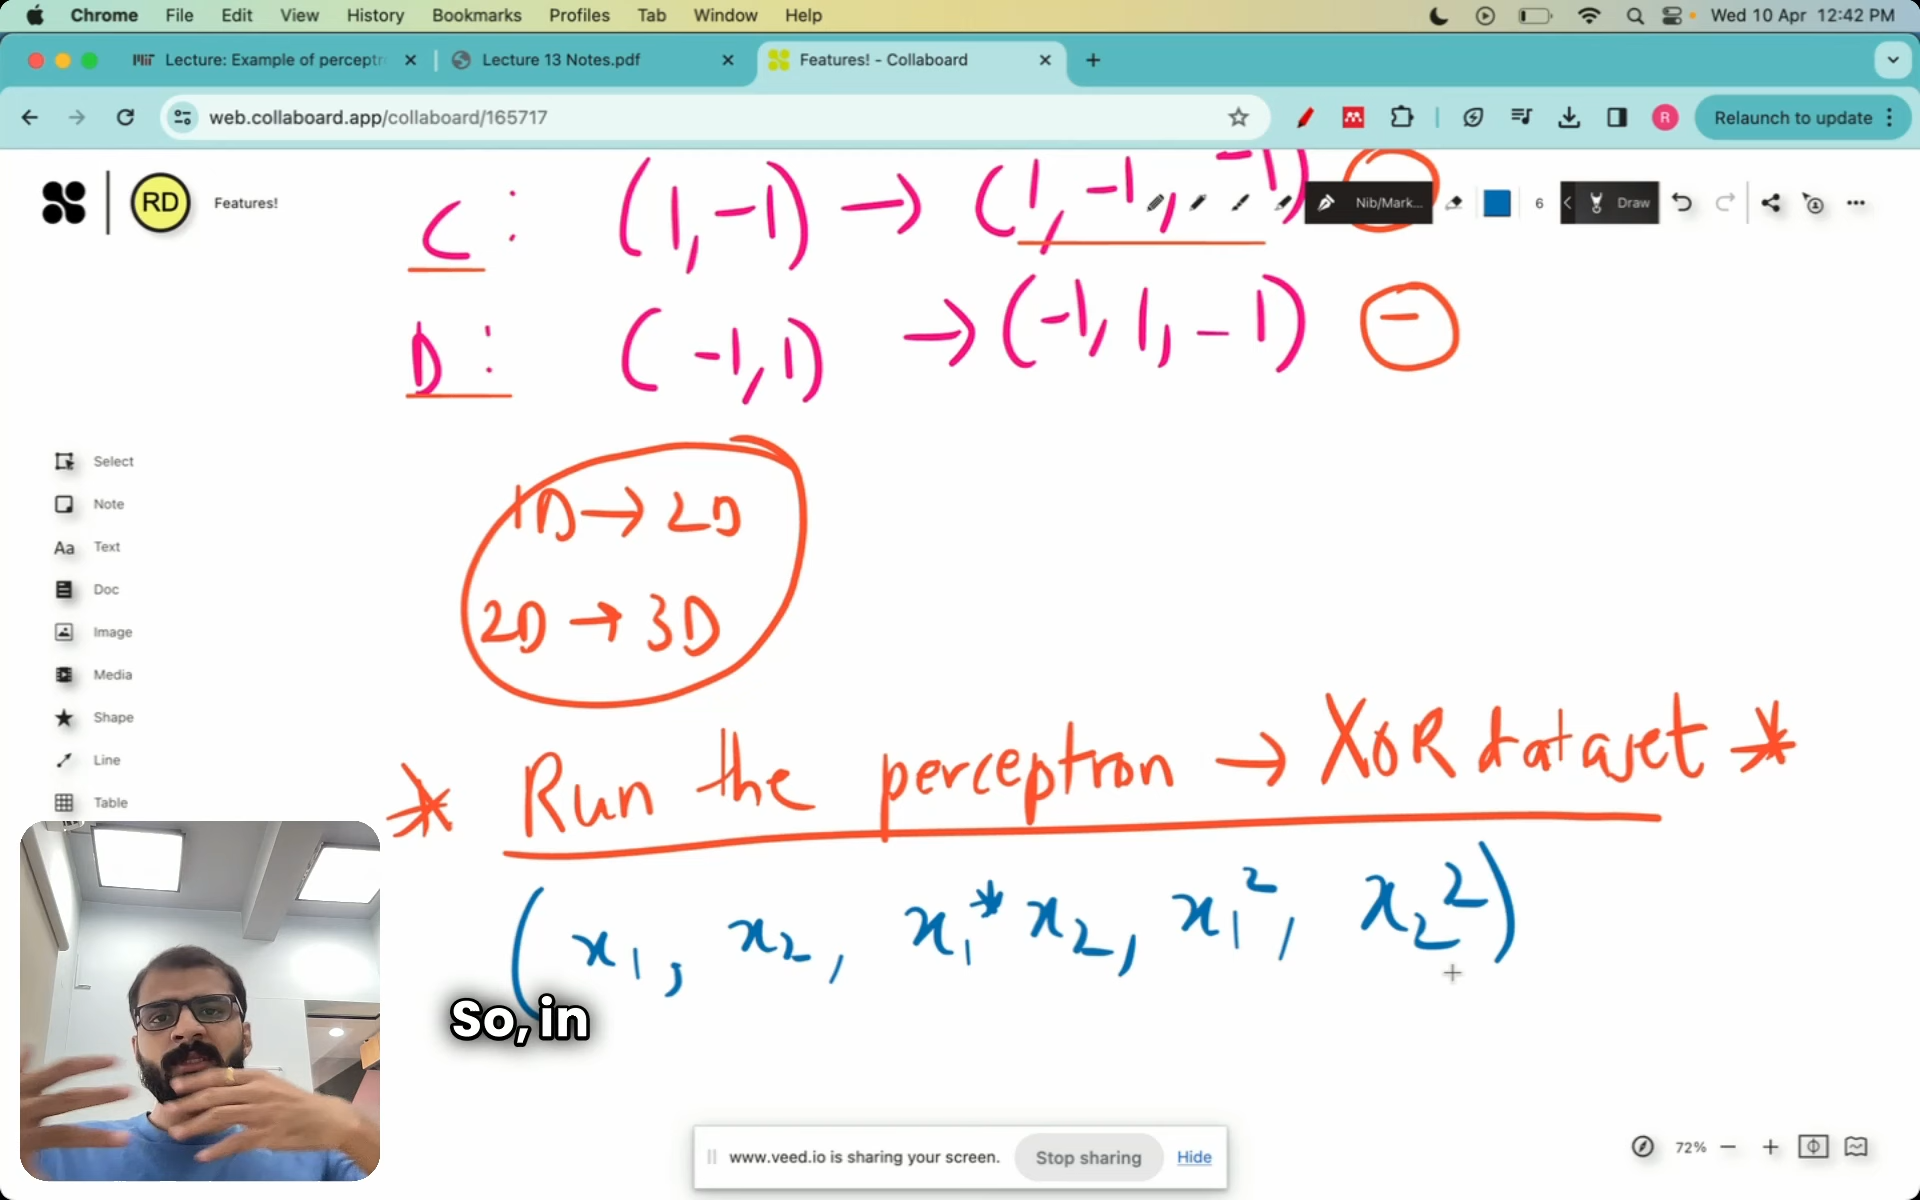 Chrome File Edit View History Bookmarks Profiles Tab Window Help Wed 10 Apr 12:42 PM
Lecture: Example of perceptr Lecture 13 Notes.pdf Features! - Collaboard
web.collaboard.app/collaboard/165717 R Relaunch to update
RD Features! Nib/Mark... 6 Draw
C : (1, -1) → (1, -1, -1)
D : (-1, 1) → (-1, 1, -1) −
1D → 2D
2D → 3D
Select
Note
Aa Text
Doc
Image
Media
Shape
Line
Table
* Run the perceptron → XOR dataset *
(x₁, x₂, x₁*x₂, x₁², x₂²)
So, in
www.veed.io is sharing your screen. Stop sharing Hide
72%